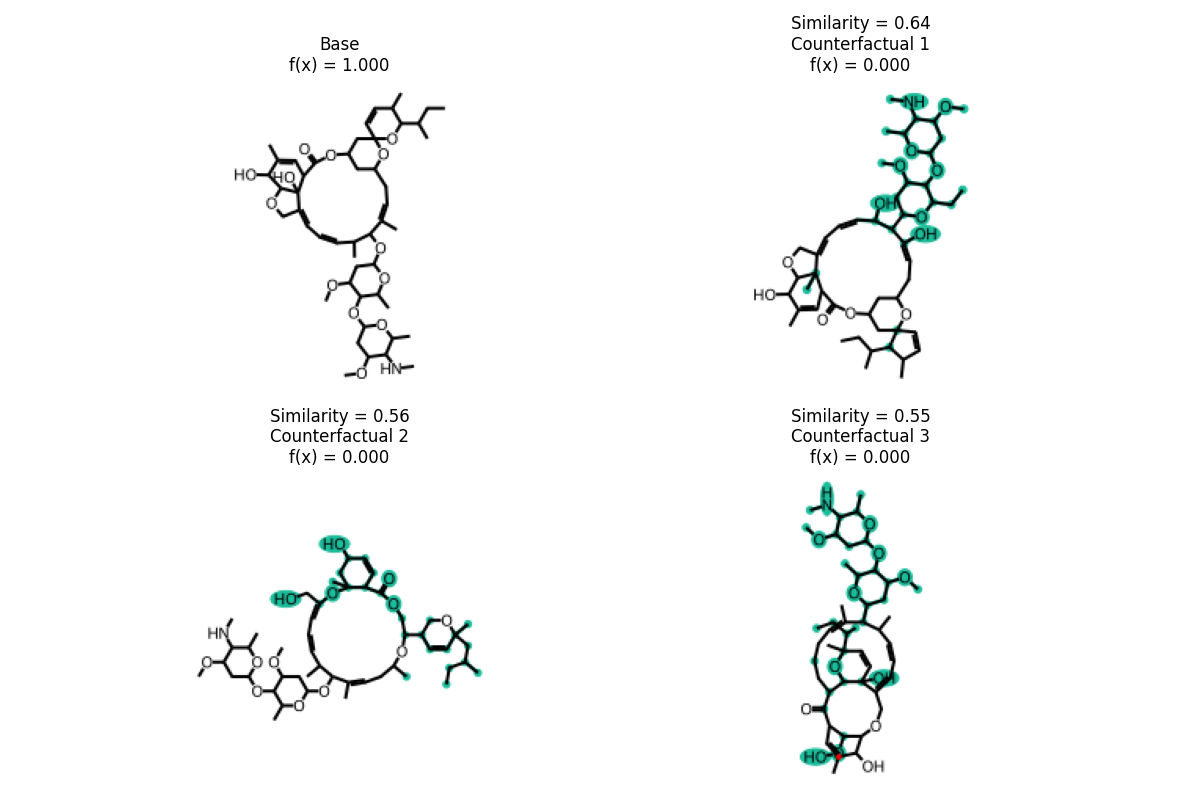 Base
f(x) = 1.000
O
O
O
O
HO
HO
O
O
O
O
O
O
HN
O
Similarity = 0.64
Counterfactual 1
f(x) = 0.000
NH
O
O
O
O
OH
O
OH
O
HO
O
O
O
Similarity = 0.56
Counterfactual 2
f(x) = 0.000
HO
O
HO
O
O
O
HN
O
O
O
O
O
O
O
Similarity = 0.55
Counterfactual 3
f(x) = 0.000
H
N
O
O
O
O
O
O
OH
O
O
HO
OH